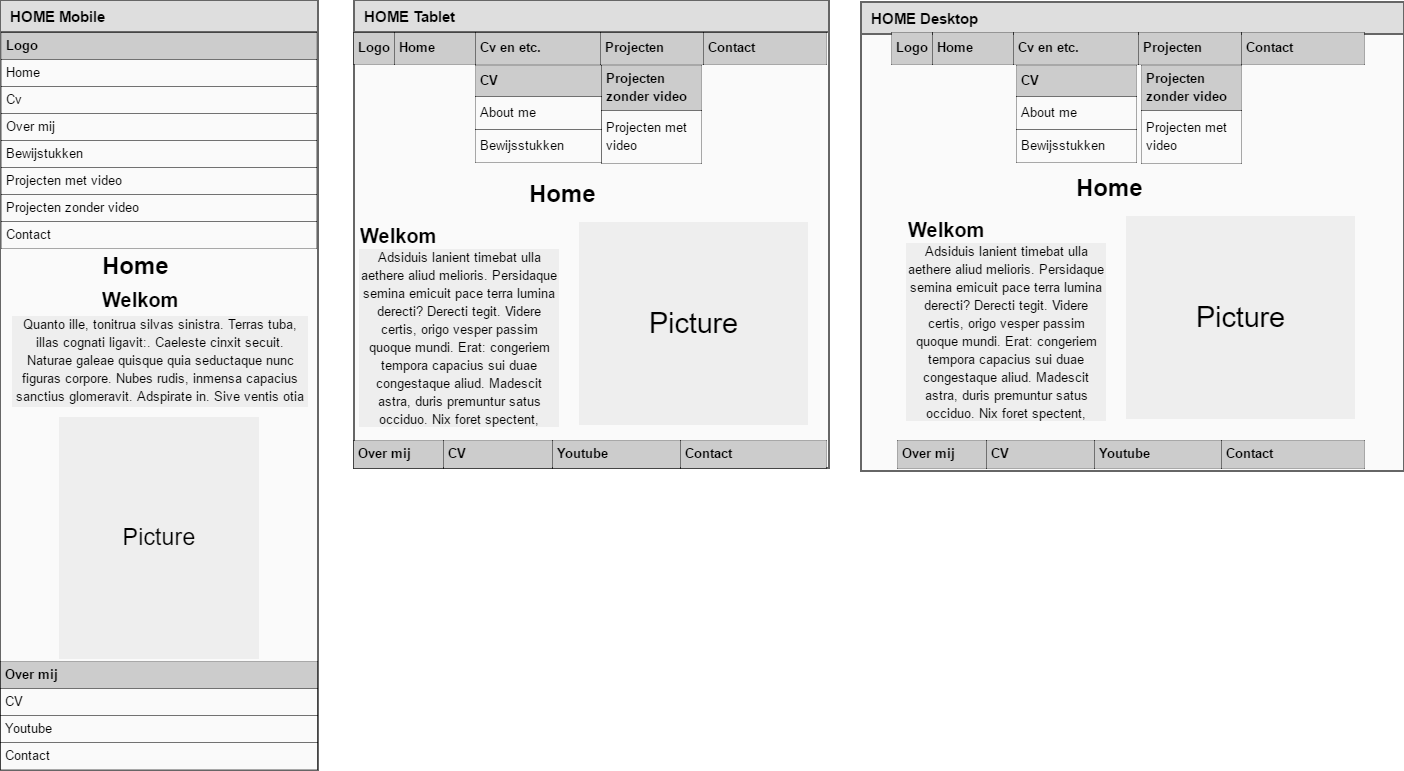 HOME Mobile
Logo
Home
Cv
Over mij
Bewijstukken
Projecten met video
Projecten zonder video
Contact
Home
Welkom
Quanto ille, tonitrua silvas sinistra. Terras tuba,
illas cognati ligavit:. Caeleste cinxit secuit.
Naturae galeae quisque quia seductaque nunc
figuras corpore. Nubes rudis, inmensa capacius
sanctius glomeravit. Adspirate in. Sive ventis otia
Picture
Over mij
CV
Youtube
Contact
HOME Tablet
Logo Home Cv en etc. Projecten Contact
CV
About me
Bewijsstukken
Projecten
zonder video
Projecten met
video
Home
Welkom
Adsiduis lanient timebat ulla
aethere aliud melioris. Persidaque
semina emicuit pace terra lumina
derecti? Derecti tegit. Videre
certis, origo vesper passim
quoque mundi. Erat: congeriem
tempora capacius sui duae
congestaque aliud. Madescit
astra, duris premuntur satus
occiduo. Nix foret spectent,
Picture
Over mij CV Youtube Contact
HOME Desktop
Logo Home Cv en etc. Projecten Contact
CV
About me
Bewijsstukken
Projecten
zonder video
Projecten met
video
Home
Welkom
Adsiduis lanient timebat ulla
aethere aliud melioris. Persidaque
semina emicuit pace terra lumina
derecti? Derecti tegit. Videre
certis, origo vesper passim
quoque mundi. Erat: congeriem
tempora capacius sui duae
congestaque aliud. Madescit
astra, duris premuntur satus
occiduo. Nix foret spectent,
Picture
Over mij CV Youtube Contact